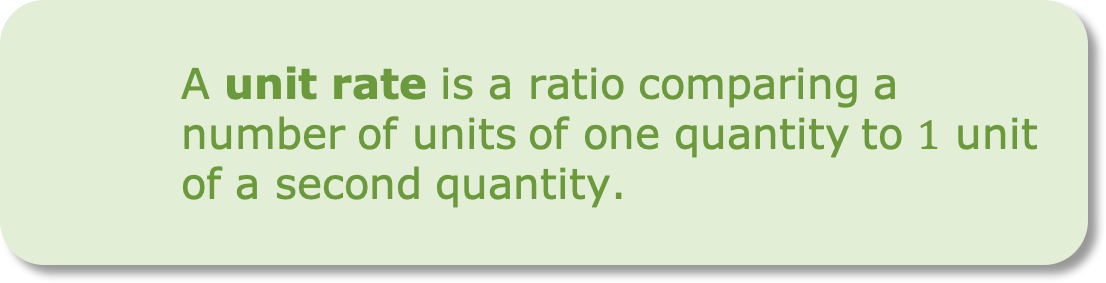 A unit rate is a ratio comparing a
number of units of one quantity to 1 unit
of a second quantity.